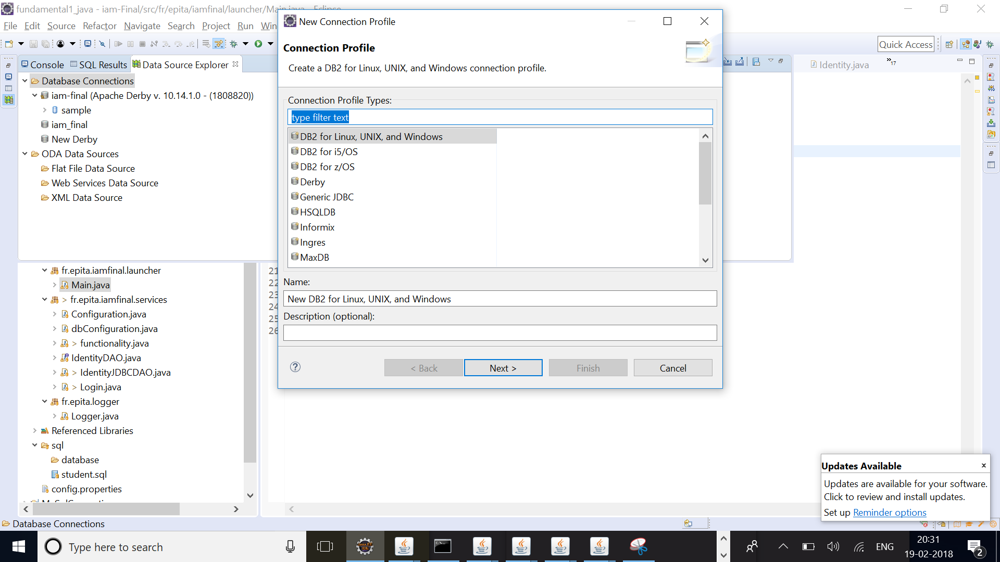 fundamental1_java - iam-Final/src/fr/epita/iamfinal/launcher/Main.java - Eclipse
File Edit Source Refactor Navigate Search Project Run Win
Quick Access
Console SQL Results Data Source Explorer
Identity.java
17
Database Connections
iam-final (Apache Derby v. 10.14.1.0 - (1808820))
sample
iam_final
New Derby
ODA Data Sources
Flat File Data Source
Web Services Data Source
XML Data Source
fr.epita.iamfinal.launcher
Main.java
> fr.epita.iamfinal.services
Configuration.java
dbConfiguration.java
> functionality.java
IdentityDAO.java
> IdentityJDBCDAO.java
> Login.java
fr.epita.logger
Logger.java
Referenced Libraries
sql
database
student.sql
config.properties
21
22
23
24
25
26
New Connection Profile
Connection Profile
Create a DB2 for Linux, UNIX, and Windows connection profile.
Connection Profile Types:
type filter text
DB2 for Linux, UNIX, and Windows
DB2 for i5/OS
DB2 for z/OS
Derby
Generic JDBC
HSQLDB
Informix
Ingres
MaxDB
Name:
New DB2 for Linux, UNIX, and Windows
Description (optional):
< Back Next > Finish Cancel
Updates Available
Updates are available for your software.
Click to review and install updates.
Set up Reminder options
Database Connections
Type here to search
Java EE
IDE
ENG
20:31
19-02-2018
2